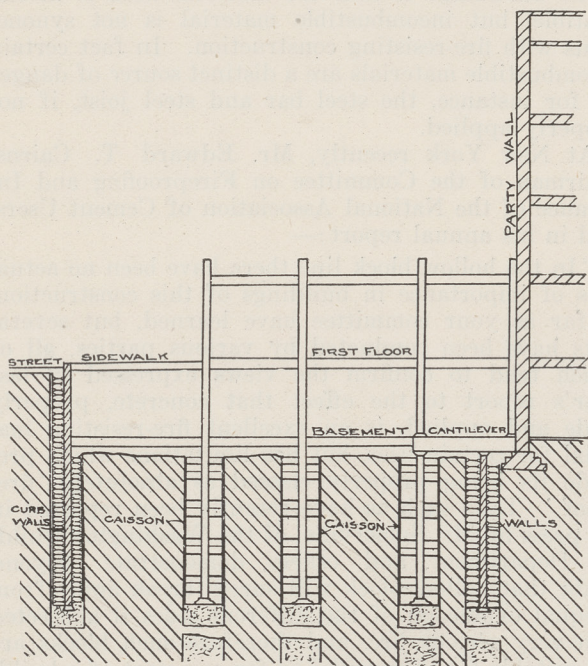 PARTY WALL
STREET
SIDEWALK
FIRST FLOOR
BASEMENT
CANTILEVER
CURB
WALLS
CAISSON
CAISSON
WALLS